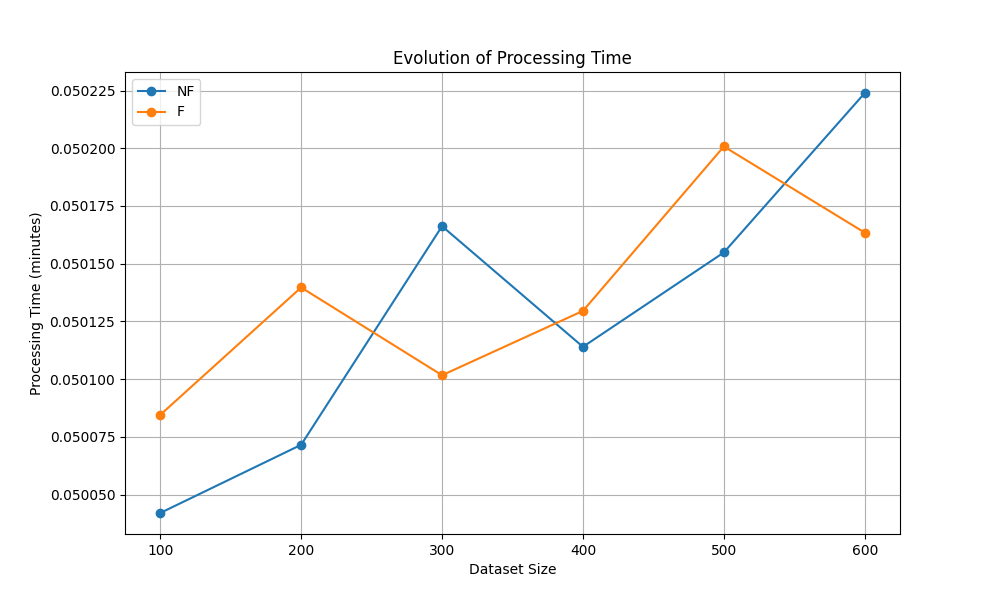 Evolution of Processing Time
NF
F
Processing Time (minutes)
0.050225
0.050200
0.050175
0.050150
0.050125
0.050100
0.050075
0.050050
100 200 300 400 500 600
Dataset Size